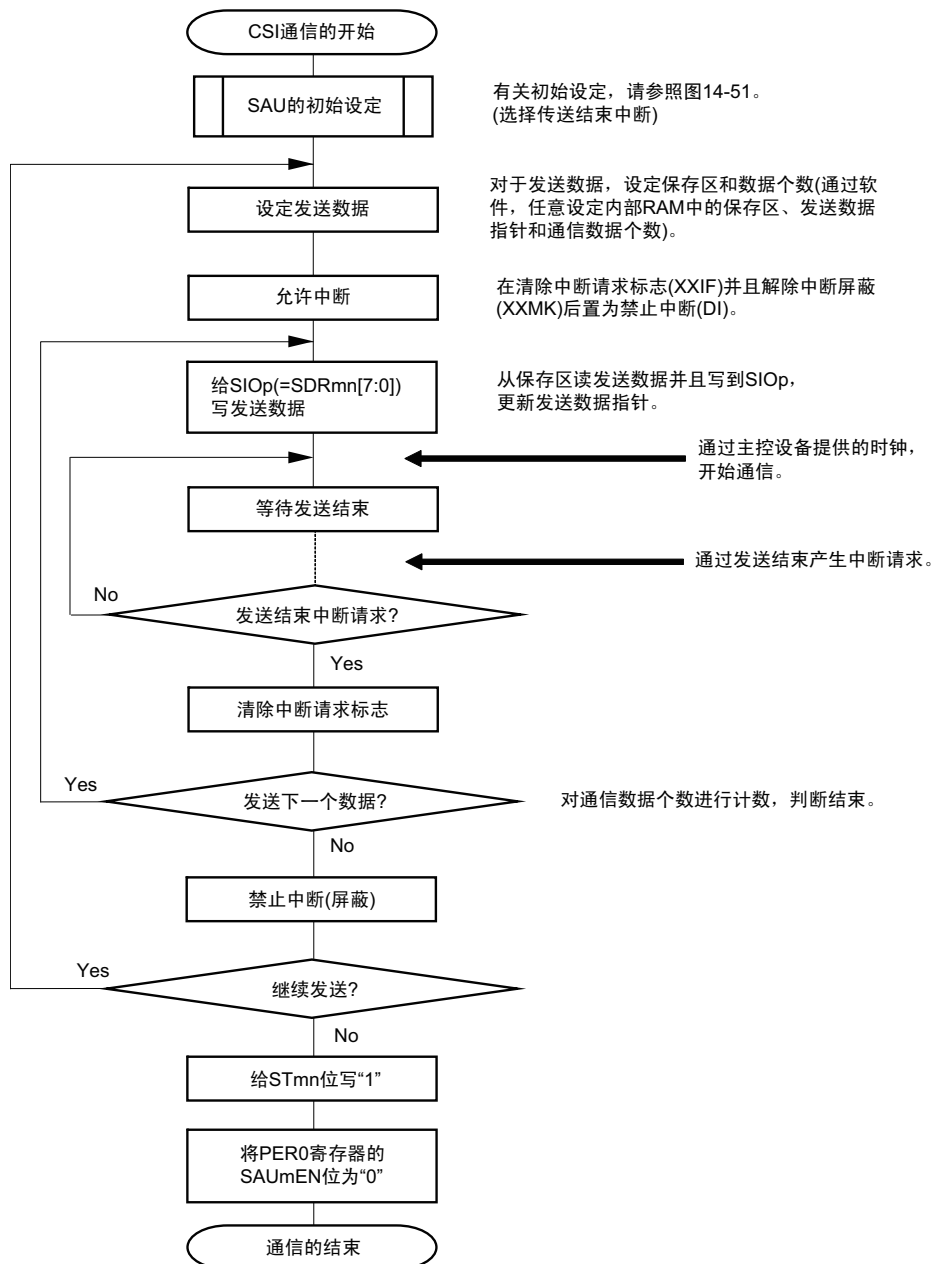 CSI通信的开始
SAU的初始设定
有关初始设定，请参照图14-51。
(选择传送结束中断)
设定发送数据
对于发送数据，设定保存区和数据个数(通过软
件，任意设定内部RAM中的保存区、发送数据
指针和通信数据个数)。
允许中断
在清除中断请求标志(XXIF)并且解除中断屏蔽
(XXMK)后置为禁止中断(DI)。
给SIOp(=SDRmn[7:0])
写发送数据
从保存区读发送数据并且写到SIOp，
更新发送数据指针。
通过主控设备提供的时钟，
开始通信。
等待发送结束
通过发送结束产生中断请求。
No
发送结束中断请求?
Yes
清除中断请求标志
Yes
发送下一个数据?
对通信数据个数进行计数，判断结束。
No
禁止中断(屏蔽)
Yes
继续发送?
No
给STmn位写“1”
将PER0寄存器的
SAUmEN位为“0”
通信的结束